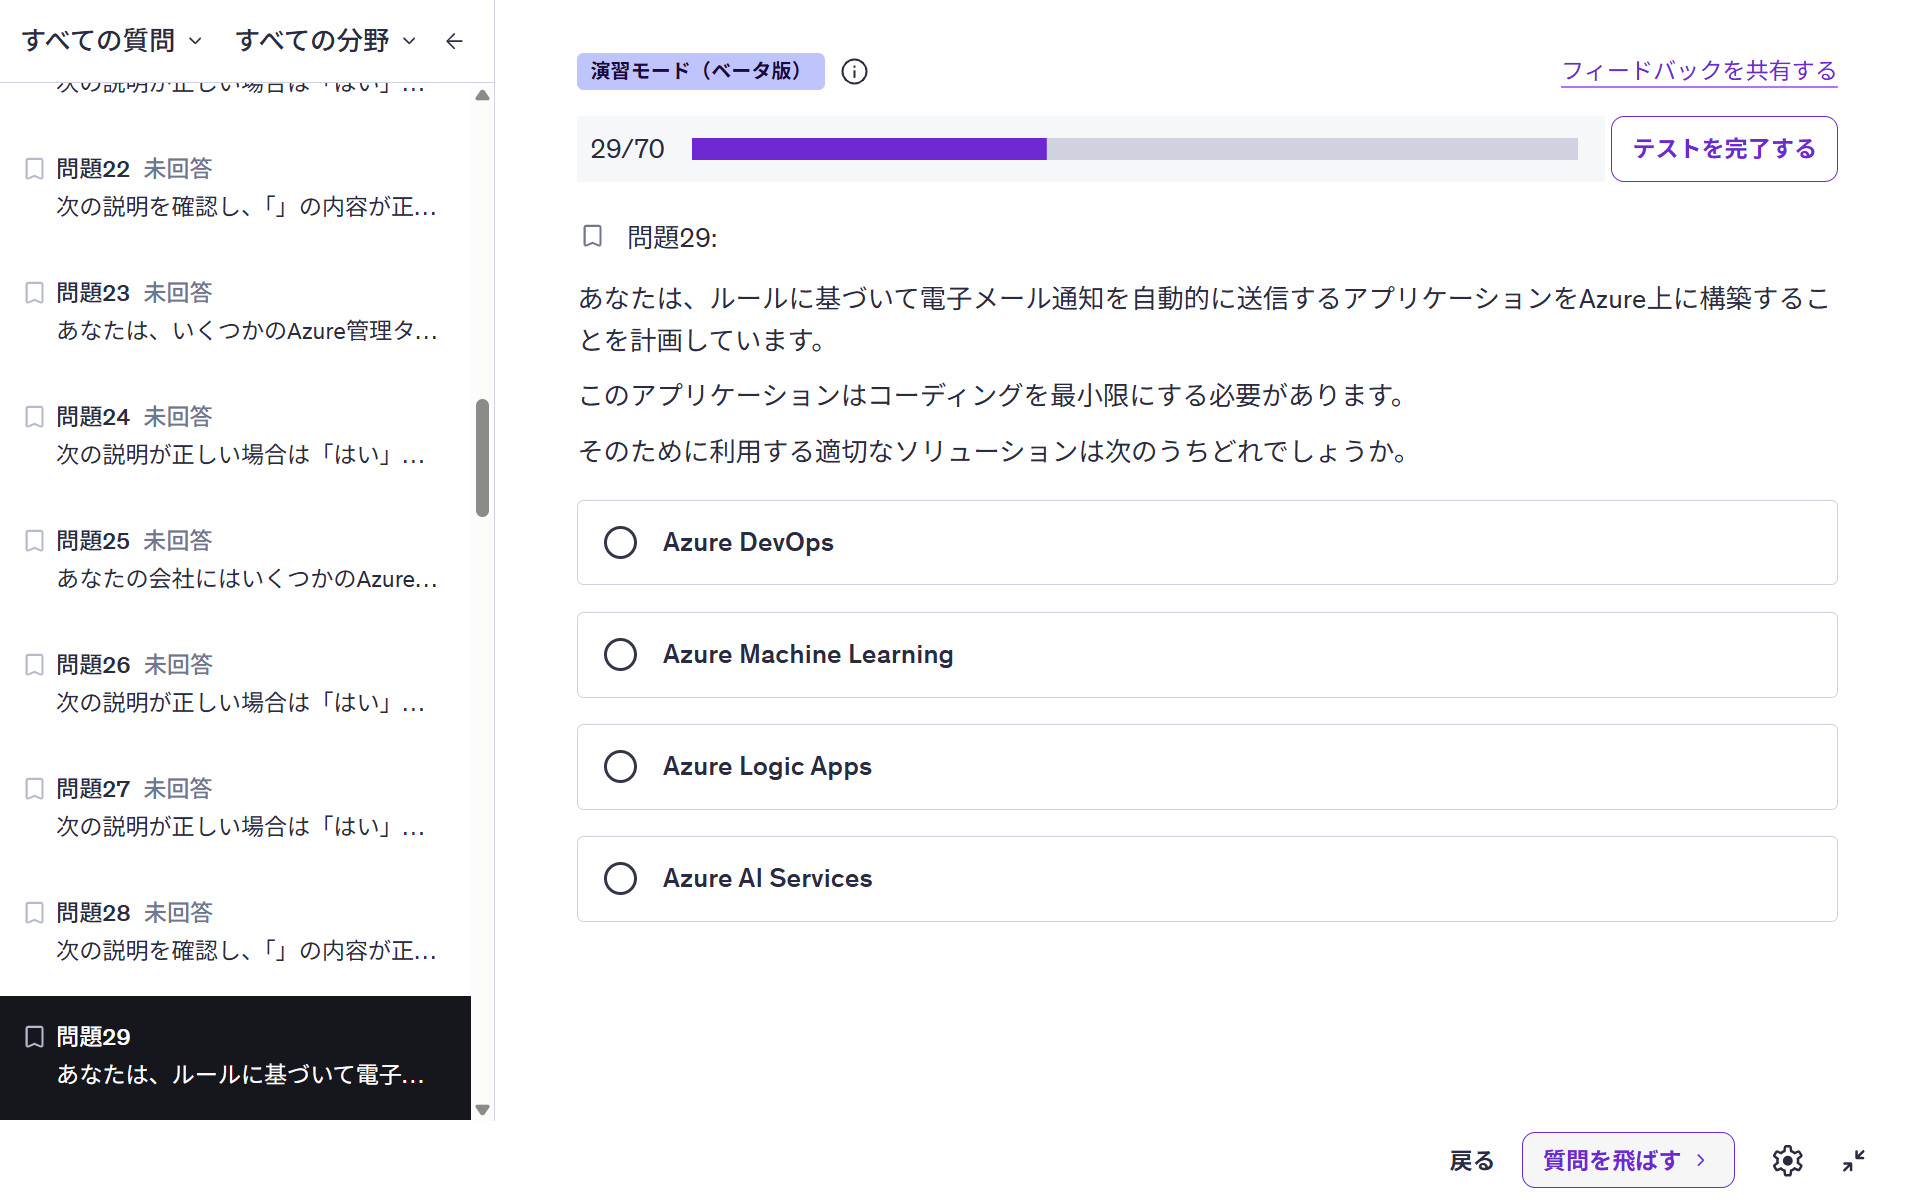 すべての質問
すべての分野
次の説明が正しい場合は「はい」...
問題22 未回答
次の説明を確認し、「」の内容が正...
問題23 未回答
あなたは、いくつかのAzure管理タ...
問題24 未回答
次の説明が正しい場合は「はい」...
問題25 未回答
あなたの会社にはいくつかのAzure...
問題26 未回答
次の説明が正しい場合は「はい」...
問題27 未回答
次の説明が正しい場合は「はい」...
問題28 未回答
次の説明を確認し、「」の内容が正...
問題29
あなたは、ルールに基づいて電子...
演習モード（ベータ版）
フィードバックを共有する
29/70
テストを完了する
問題29:
あなたは、ルールに基づいて電子メール通知を自動的に送信するアプリケーションをAzure上に構築するこ
とを計画しています。
このアプリケーションはコーディングを最小限にする必要があります。
そのために利用する適切なソリューションは次のうちどれでしょうか。
Azure DevOps
Azure Machine Learning
Azure Logic Apps
Azure AI Services
戻る
質問を飛ばす